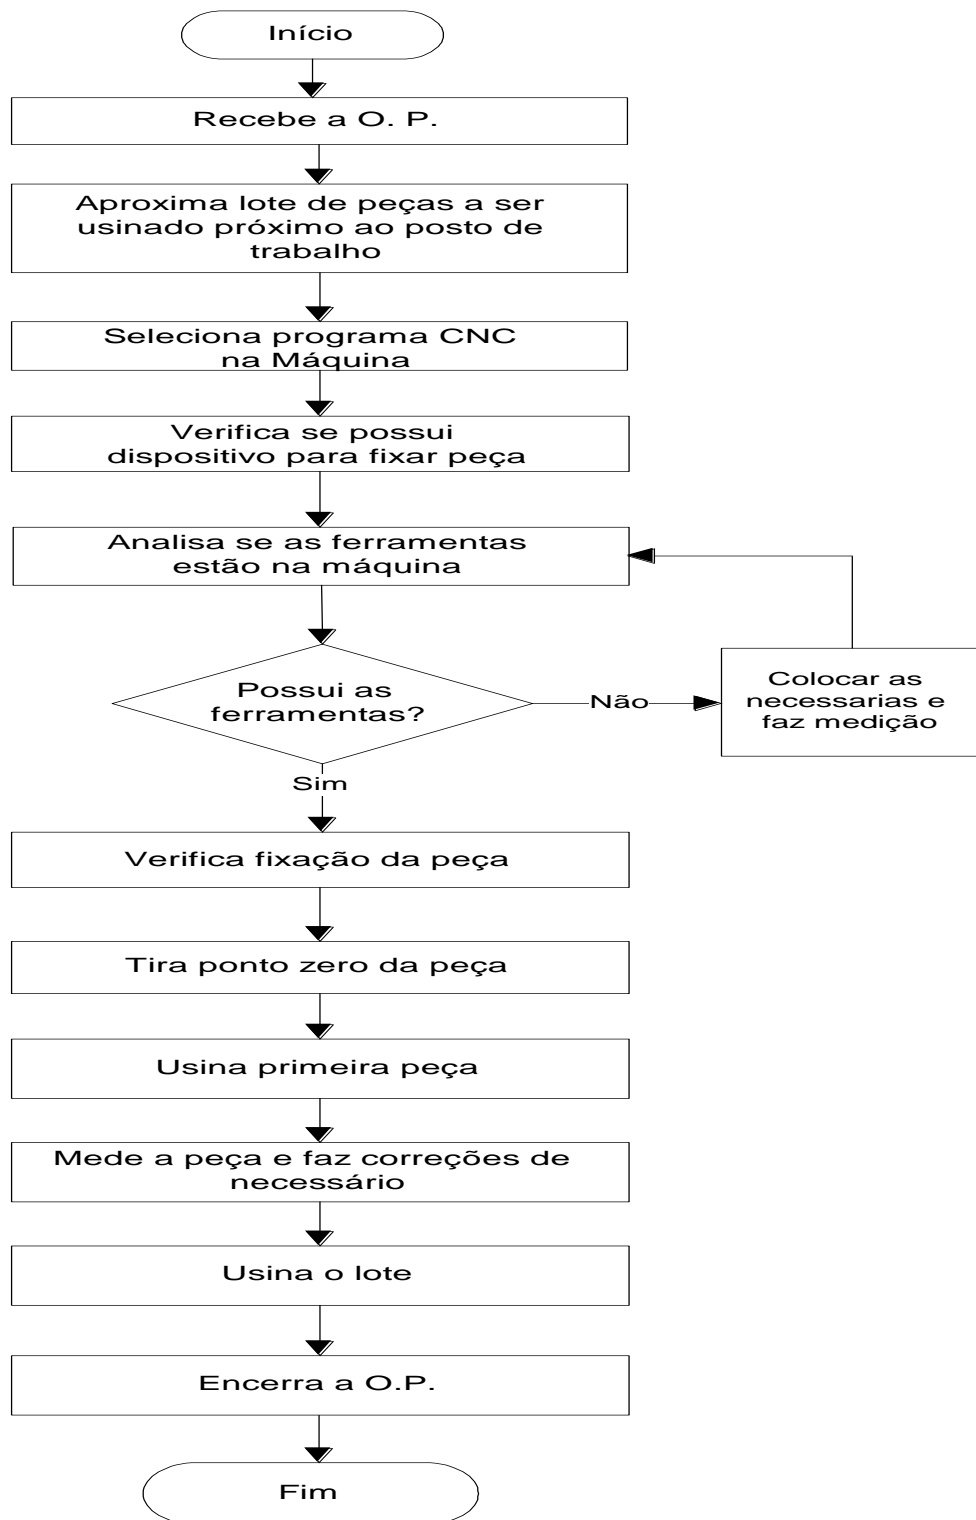 Início
Recebe a O. P.
Aproxima lote de peças a ser
usinado próximo ao posto de
trabalho
Seleciona programa CNC
na Máquina
Verifica se possui
dispositivo para fixar peça
Analisa se as ferramentas
estão na máquina
Possui as
ferramentas?
Não
Colocar as
necessarias e
faz medição
Sim
Verifica fixação da peça
Tira ponto zero da peça
Usina primeira peça
Mede a peça e faz correções de
necessário
Usina o lote
Encerra a O.P.
Fim